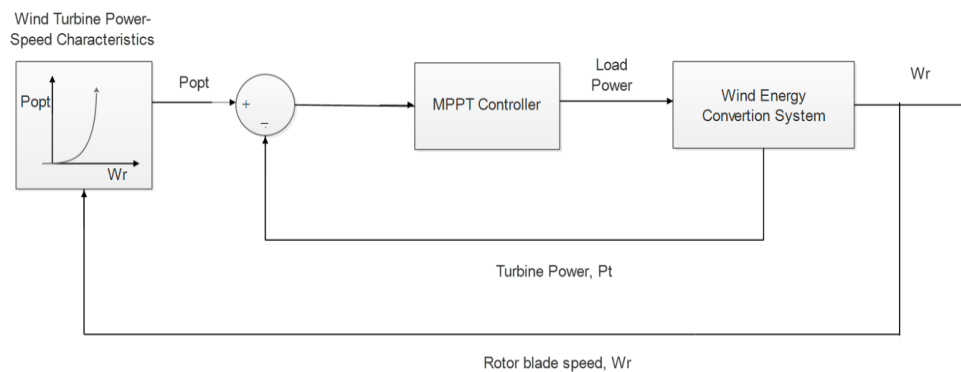 Wind Turbine Power-
Speed Characteristics
Popt
Wr
Popt
+
-
MPPT Controller
Load
Power
Wind Energy
Convertion System
Wr
Turbine Power, Pt
Rotor blade speed, Wr